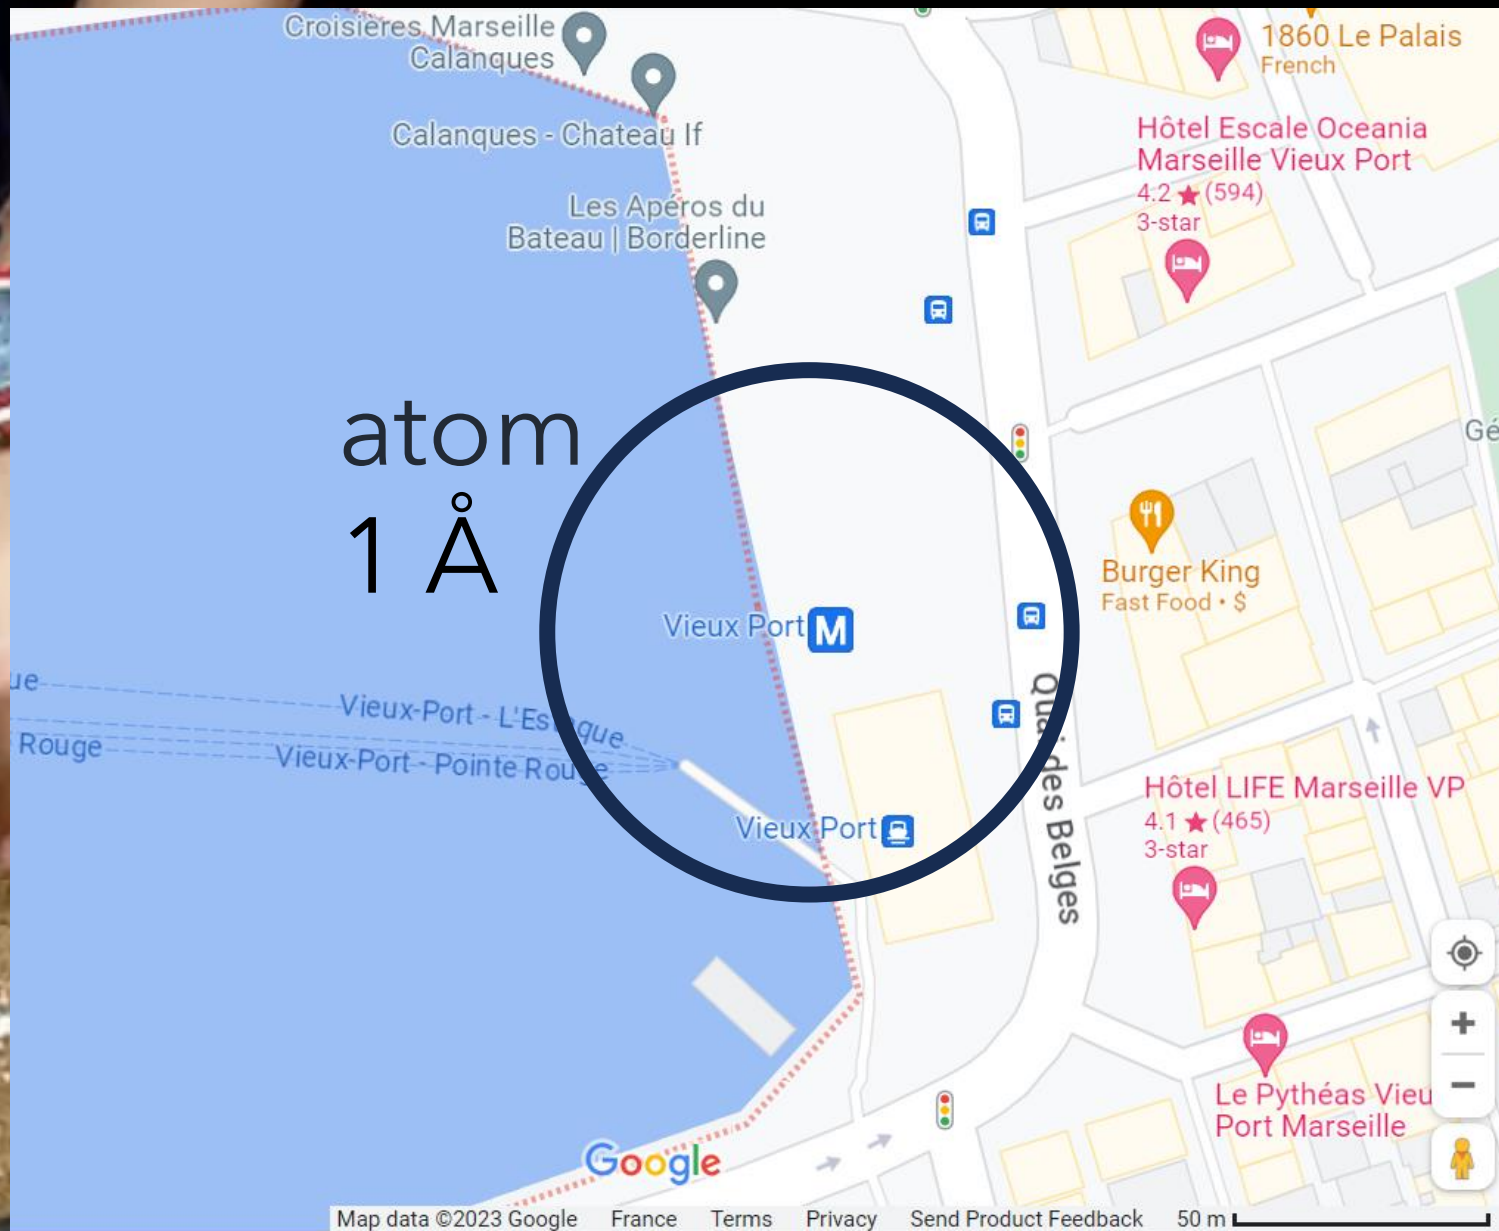 Croisières Marseille
Calanques
1860 Le Palais
French
Calanques - Chateau If
Hôtel Escale Oceania
Marseille Vieux Port
4.2 ★ (594)
3-star
Les Apéros du
Bateau | Borderline
atom
1 Å
Gé
Burger King
Fast Food • $
Vieux Port M
ue
Vieux-Port - L'Estaque
Rouge
Vieux-Port - Pointe Rouge
Quai des Belges
Hôtel LIFE Marseille VP
4.1 ★ (465)
3-star
Vieux Port
Le Pythéas Vieu
Port Marseille
Google
Map data ©2023 Google France Terms Privacy Send Product Feedback 50 m